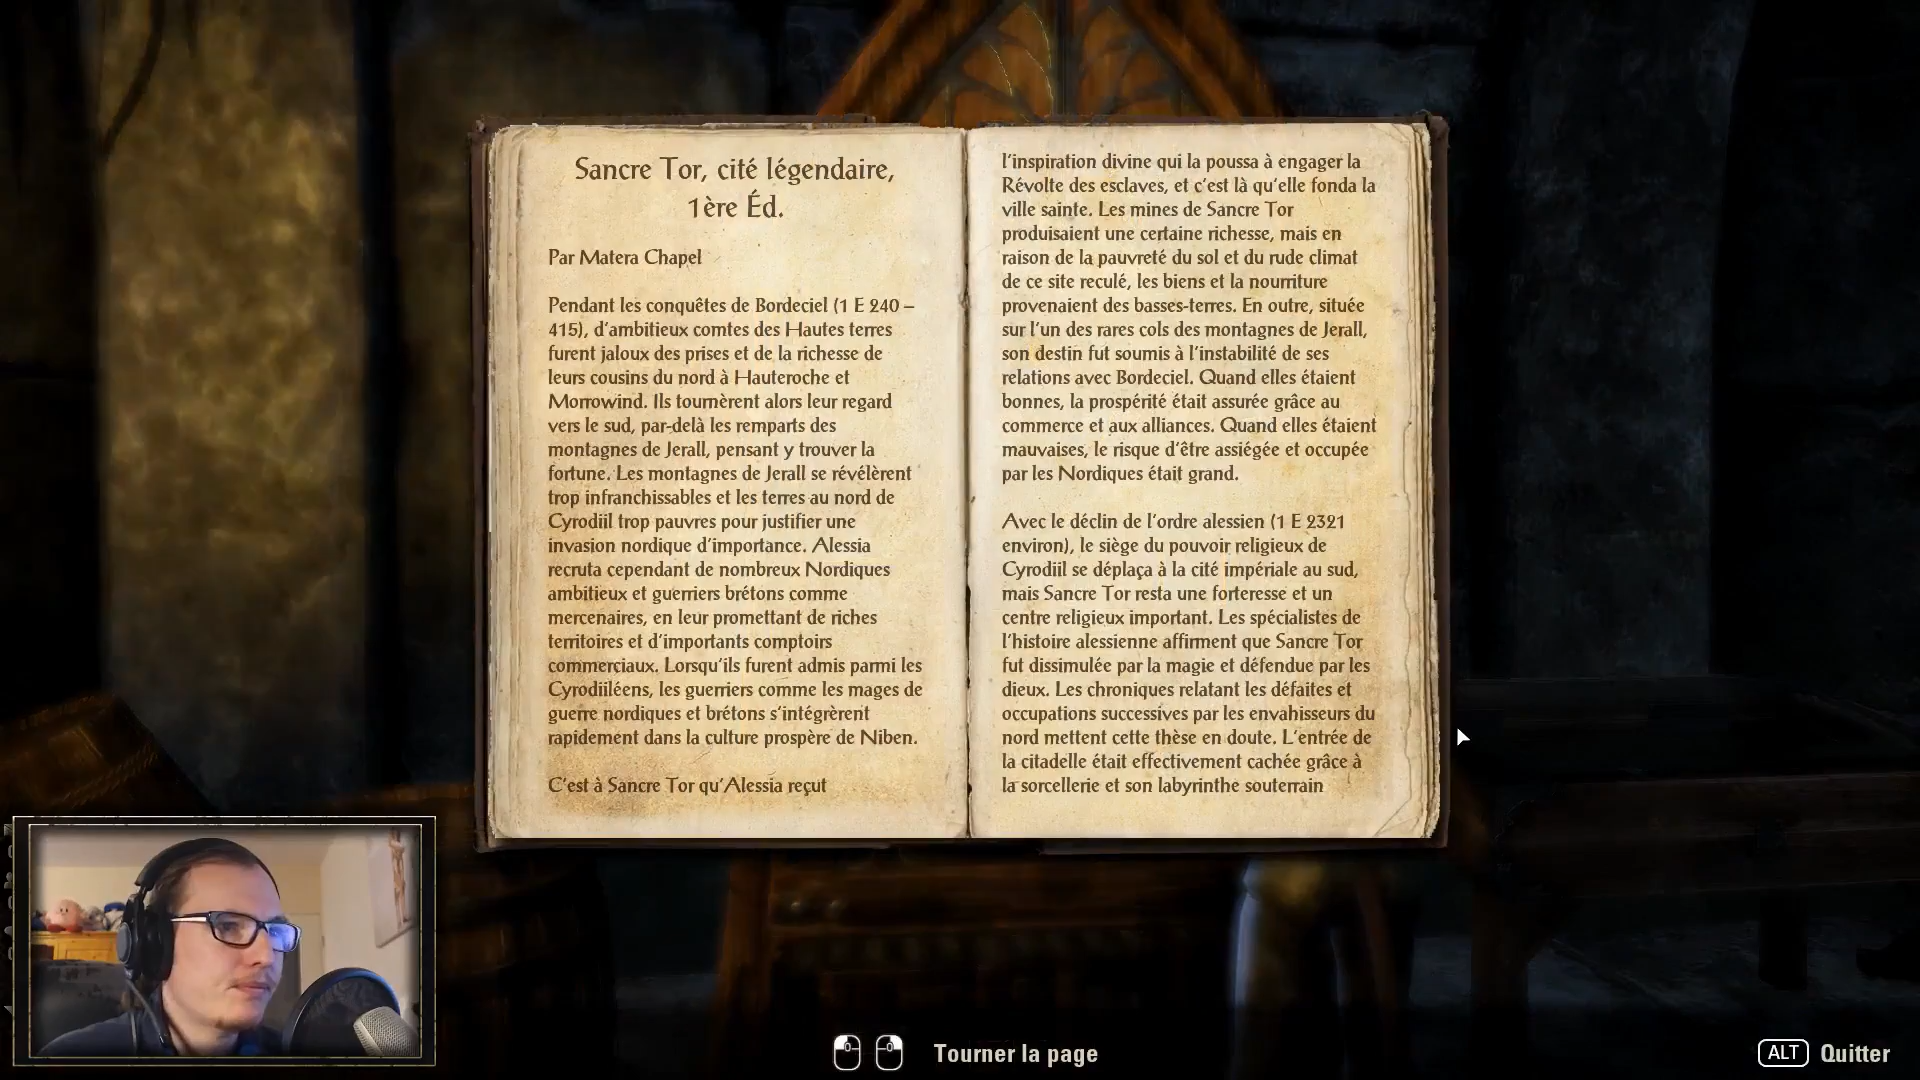 Sancre Tor, cité légendaire,
1ère Éd.
Par Matera Chapel
Pendant les conquêtes de Bordeciel (1 E 240 –
415), d'ambitieux comtes des Hautes terres
furent jaloux des prises et de la richesse de
leurs cousins du nord à Hauteroche et
Morrowind. Ils tournèrent alors leur regard
vers le sud, par-delà les remparts des
montagnes de Jerall, pensant y trouver la
fortune. Les montagnes de Jerall se révélèrent
trop infranchissables et les terres au nord de
Cyrodiil trop pauvres pour justifier une
invasion nordique d'importance. Alessia
recruta cependant de nombreux Nordiques
ambitieux et guerriers brétons comme
mercenaires, en leur promettant de riches
territoires et d'importants comptoirs
commerciaux. Lorsqu'ils furent admis parmi les
Cyrodiiléens, les guerriers comme les mages de
guerre nordiques et brétons s'intégrèrent
rapidement dans la culture prospère de Niben.
C'est à Sancre Tor qu'Alessia reçut
l'inspiration divine qui la poussa à engager la
Révolte des esclaves, et c'est là qu'elle fonda la
ville sainte. Les mines de Sancre Tor
produisaient une certaine richesse, mais en
raison de la pauvreté du sol et du rude climat
de ce site reculé, les biens et la nourriture
provenaient des basses-terres. En outre, située
sur l'un des rares cols des montagnes de Jerall,
son destin fut soumis à l'instabilité de ses
relations avec Bordeciel. Quand elles étaient
bonnes, la prospérité était assurée grâce au
commerce et aux alliances. Quand elles étaient
mauvaises, le risque d'être assiégée et occupée
par les Nordiques était grand.
Avec le déclin de l'ordre alessien (1 E 2321
environ), le siège du pouvoir religieux de
Cyrodiil se déplaça à la cité impériale au sud,
mais Sancre Tor resta une forteresse et un
centre religieux important. Les spécialistes de
l'histoire alessienne affirment que Sancre Tor
fut dissimulée par la magie et défendue par les
dieux. Les chroniques relatant les défaites et
occupations successives par les envahisseurs du
nord mettent cette thèse en doute. L'entrée de
la citadelle était effectivement cachée grâce à
la sorcellerie et son labyrinthe souterrain
Tourner la page
ALT Quitter